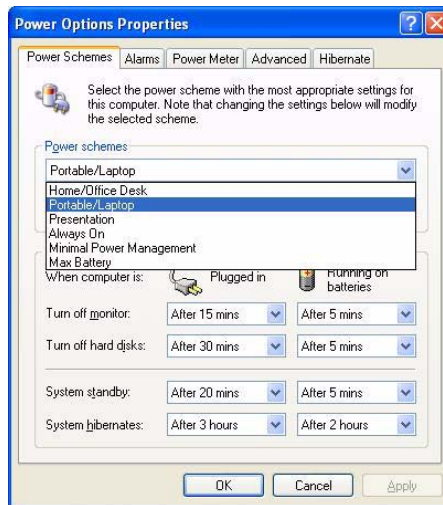 Power Options Properties
Power Schemes Alarms Power Meter Advanced Hibernate
Select the power scheme with the most appropriate settings for
this computer. Note that changing the settings below will modify
the selected scheme.
Power schemes
Portable/Laptop
Home/Office Desk
Portable/Laptop
Presentation
Always On
Minimal Power Management
Max Battery
When computer is: Plugged in Running on
batteries
Turn off monitor: After 15 mins After 5 mins
Turn off hard disks: After 30 mins After 5 mins
System standby: After 20 mins After 5 mins
System hibernates: After 3 hours After 2 hours
OK Cancel Apply